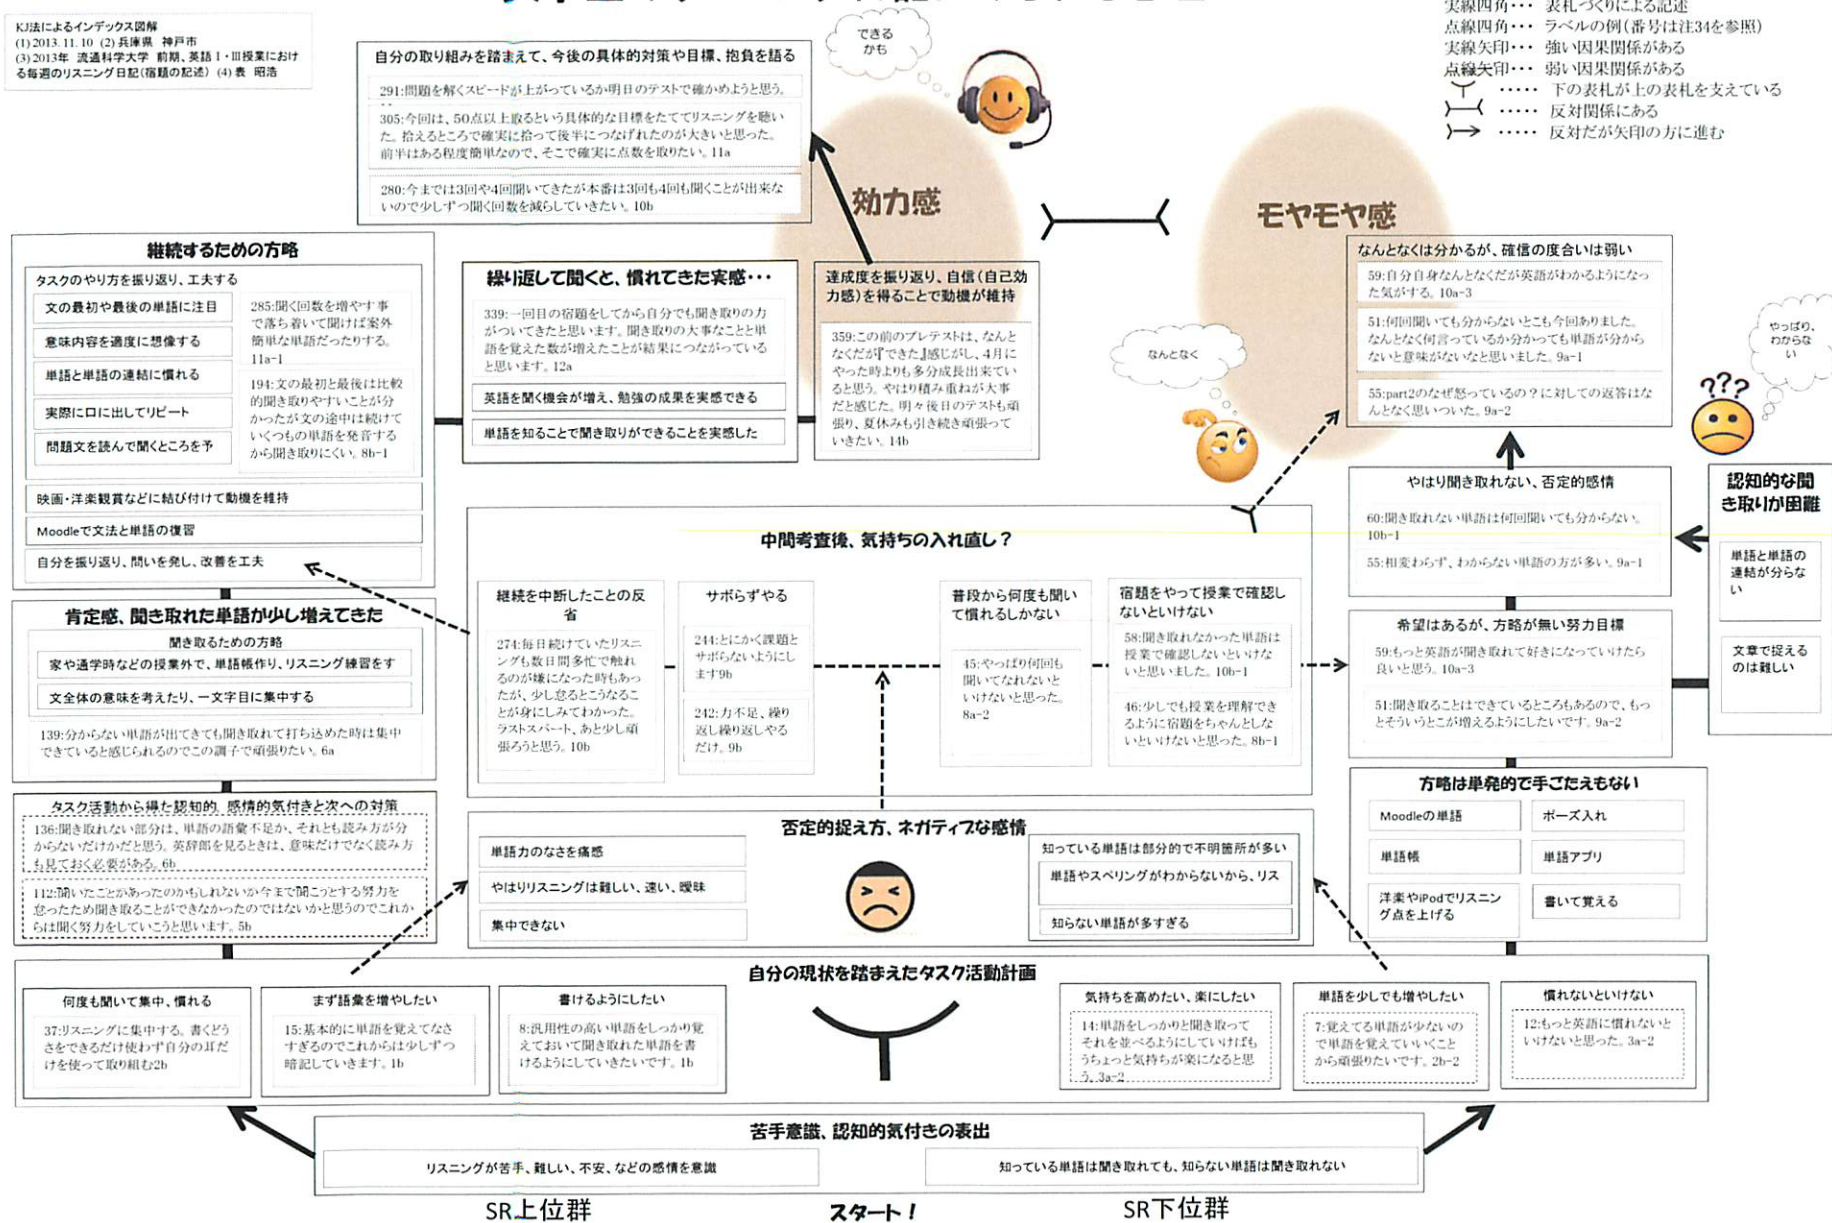 KJ法によるインデックス図解
(1)2013.11.10 (2)兵庫県 神戸市
(3)2013年 流通科学大学 前期、英語Ⅰ・Ⅲ授業におけ
る毎週のリスニング日記(宿題の記述) (4)表 昭浩
実線四角・・・ 表札づくりによる記述
点線四角・・・ ラベルの例(番号は注34を参照)
実線矢印・・・ 強い因果関係がある
点線矢印・・・ 弱い因果関係がある
・・・・・ 下の表札が上の表札を支えている
・・・・・ 反対関係にある
・・・・・ 反対だが矢印の方に進む
できる
かも
自分の取り組みを踏まえて、今後の具体的対策や目標、抱負を語る
291:問題を解くスピードが上がっているか明日のテストで確かめようと思う。
305:今回は、50点以上取るという具体的な目標をたててリスニングを聴い
た。拾えるところで確実に拾って後半につなげれたのが大きいと思った。
前半はある程度簡単なので、そこで確実に点数を取りたい。11a
280:今までは3回や4回聞いてきたが本番は3回も4回も聞くことが出来な
いので少しずつ聞く回数を減らしていきたい。10b
効力感
モヤモヤ感
継続するための方略
タスクのやり方を振り返り、工夫する
文の最初や最後の単語に注目
意味内容を適度に想像する
単語と単語の連結に慣れる
実際に口に出してリピート
問題文を読んで聞くところを予
285:聞く回数を増やす事
で落ち着いて聞けば案外
簡単な単語だったりする。
11a-1
194:文の最初と最後は比較
的聞き取りやすいことが分
かったが文の途中は続けて
いくつもの単語を発音する
から聞き取りにくい。8b-1
映画・洋楽観賞などに結び付けて動機を維持
Moodleで文法と単語の復習
自分を振り返り、問いを発し、改善を工夫
繰り返して聞くと、慣れてきた実感・・・
339:一回目の宿題をしてから自分でも聞き取りの力
がついてきたと思います。聞き取りの大事なことと単
語を覚えた数が増えたことが結果につながっている
と思います。12a
英語を聞く機会が増え、勉強の成果を実感できる
単語を知ることで聞き取りができることを実感した
達成度を振り返り、自信(自己効
力感)を得ることで動機が維持
359:この前のプレテストは、なんと
なくだが『できた』感じがし、4月に
やった時よりも多分成長出来てい
ると思う。やはり積み重ねが大事
だと感じた。明々後日のテストも頑
張り、夏休みも引き続き頑張って
いきたい。14b
なんとなく
なんとなくは分かるが、確信の度合いは弱い
59:自分自身なんとなくだが英語がわかるようになっ
た気がする。10a-3
51:何回聞いても分からないとこも今回ありました。
なんとなく何言っているか分かっても単語が分から
ないと意味がないなと思いました。9a-1
55:part2のなぜ怒っているの？に対しての返答はな
んとなく思いついた。9a-2
やっぱり、
わからな
い
???
やはり聞き取れない、否定的感情
60:聞き取れない単語は何回聞いても分からない。
10b-1
55:相変わらず、わからない単語の方が多い。9a-1
認知的な聞
き取りが困難
単語と単語の
連結が分らな
い
文章で捉える
のは難しい
希望はあるが、方略が無い努力目標
59:もっと英語が聞き取れて好きになっていけたら
良いと思う。10a-3
51:聞き取ることはできているところもあるので、もっ
とそういうとこが増えるようにしたいです。9a-2
中間考査後、気持ちの入れ直し？
継続を中断したことの反
省
274:毎日続けていたリスニ
ングも数日間多忙で触れ
るのが嫌になった時もあっ
たが、少し怠るとこうなるこ
とが身にしみてわかった。
ラストスパート、あと少し頑
張ろうと思う。10b
サボらずやる
244:とにかく課題と
サボらないようにし
ます9b
242:力不足、繰り
返し繰り返しやる
だけ。9b
普段から何度も聞い
て慣れるしかない
45:やっぱり何回も
聞いてなれないと
いけないと思った。
8a-2
宿題をやって授業で確認し
ないといけない
58:聞き取れなかった単語は
授業で確認しないといけな
いと思いました。10b-1
46:少しでも授業を理解でき
るように宿題をちゃんとしな
いといけないと思った。8b-1
肯定感、聞き取れた単語が少し増えてきた
聞き取るための方略
家や通学時などの授業外で、単語帳作り、リスニング練習をす
文全体の意味を考えたり、一文字目に集中する
139:分からない単語が出てきても聞き取れて打ち込めた時は集中
できていると感じられるのでこの調子で頑張りたい。6a
タスク活動から得た認知的、感情的気付きと次への対策
136:聞き取れない部分は、単語の語彙不足か、それとも読み方が分
からないだけかだと思う。英辞郎を見るときは、意味だけでなく読み方
も見ておく必要がある。6b
112:聞いたことがあったのかもしれないが今まで聞こうとする努力を
怠ったため聞き取ることができなかったのではないかと思うのでこれか
らは聞く努力をしていこうと思います。5b
否定的捉え方、ネガティブな感情
単語力のなさを痛感
やはりリスニングは難しい、速い、曖昧
集中できない
知っている単語は部分的で不明箇所が多い
単語やスペリングがわからないから、リス
知らない単語が多すぎる
方略は単発的で手ごたえもない
Moodleの単語
ポーズ入れ
単語帳
単語アプリ
洋楽やiPodでリスニン
グ点を上げる
書いて覚える
自分の現状を踏まえたタスク活動計画
何度も聞いて集中、慣れる
37:リスニングに集中する。書くどう
さをできるだけ使わず自分の耳だ
けを使って取り組む2b
まず語彙を増やしたい
15:基本的に単語を覚えてなさ
すぎるのでこれからは少しずつ
暗記していきます。1b
書けるようにしたい
8:汎用性の高い単語をしっかり覚
えておいて聞き取れた単語を書
けるようにしていきたいです。1b
気持ちを高めたい、楽にしたい
14:単語をしっかりと聞き取って
それを並べるようにしていけばも
うちょっと気持ちが楽になると思
う。3a-2
単語を少しでも増やしたい
7:覚えてる単語が少ないの
で単語を覚えていいくこと
から頑張りたいです。2b-2
慣れないといけない
12:もっと英語に慣れないと
いけないと思った。3a-2
苦手意識、認知的気付きの表出
リスニングが苦手、難しい、不安、などの感情を意識
知っている単語は聞き取れても、知らない単語は聞き取れない
SR上位群
スタート！
SR下位群